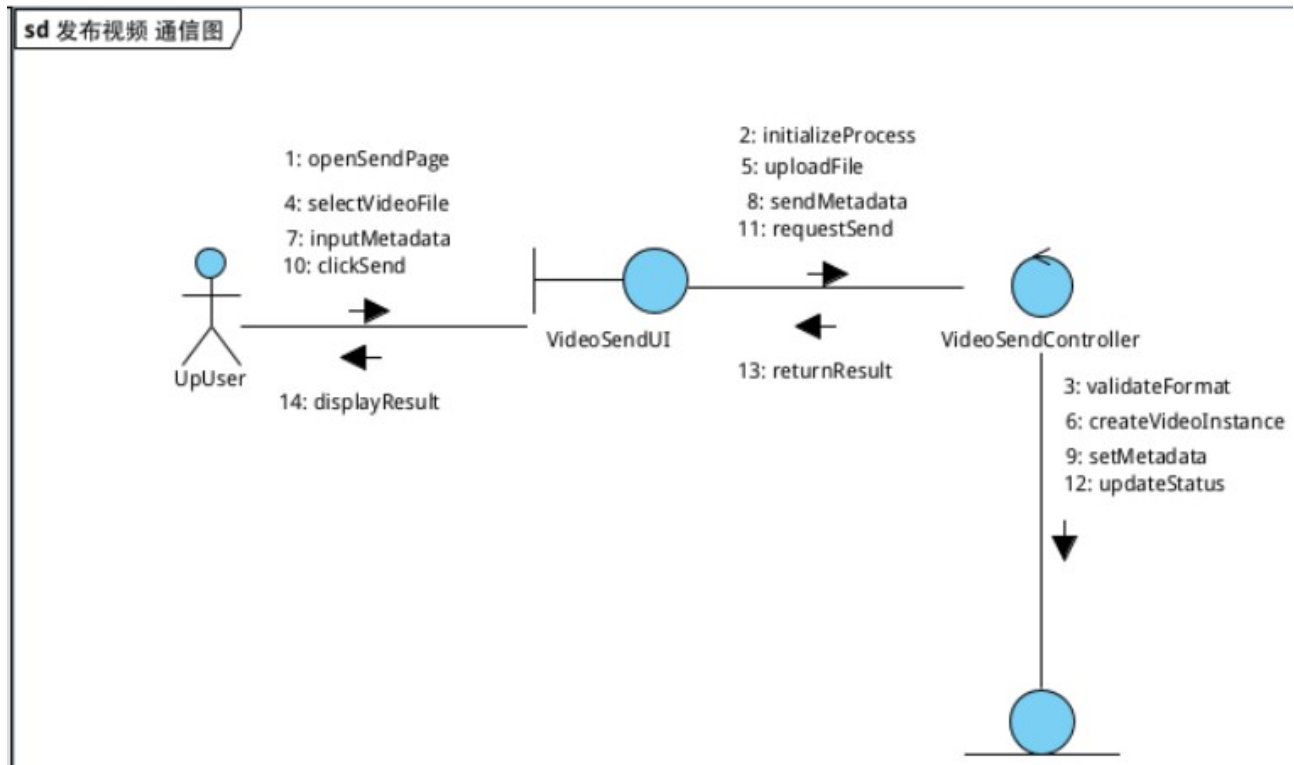 sd 发布视频 通信图
1: openSendPage
4: selectVideoFile
7: inputMetadata
10: clickSend
2: initializeProcess
5: uploadFile
8: sendMetadata
11: requestSend
UpUser
14: displayResult
VideoSendUI
13: returnResult
VideoSendController
3: validateFormat
6: createVideoInstance
9: setMetadata
12: updateStatus